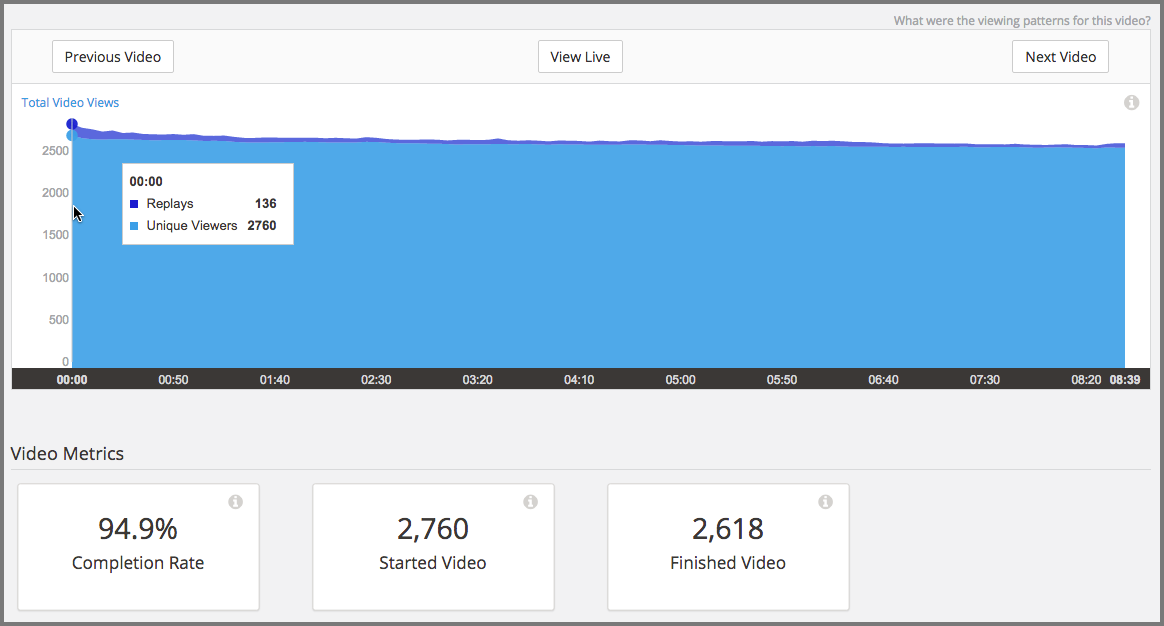 What were the viewing patterns for this video?
Previous Video
View Live
Next Video
Total Video Views
2500
2000
1500
1000
500
0
00:00
Replays 136
Unique Viewers 2760
00:00 00:50 01:40 02:30 03:20 04:10 05:00 05:50 06:40 07:30 08:20 08:39
Video Metrics
94.9%
Completion Rate
2,760
Started Video
2,618
Finished Video